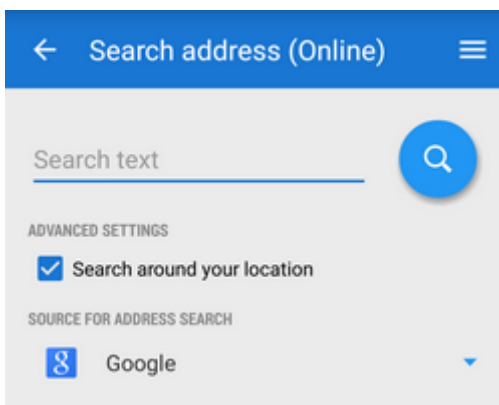 Search address (Online)
Search text
ADVANCED SETTINGS
Search around your location
SOURCE FOR ADDRESS SEARCH
8 Google